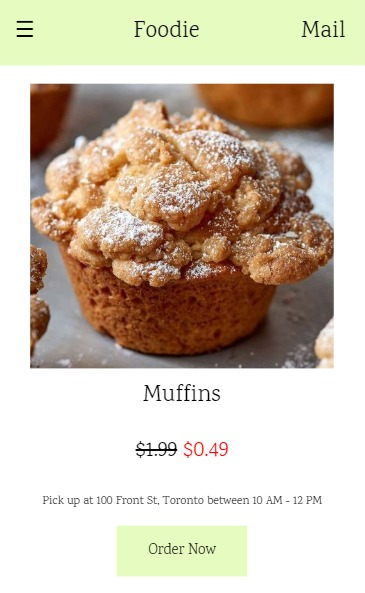 ☰ Foodie Mail
Muffins
$1.99 $0.49
Pick up at 100 Front St, Toronto between 10 AM - 12 PM
Order Now